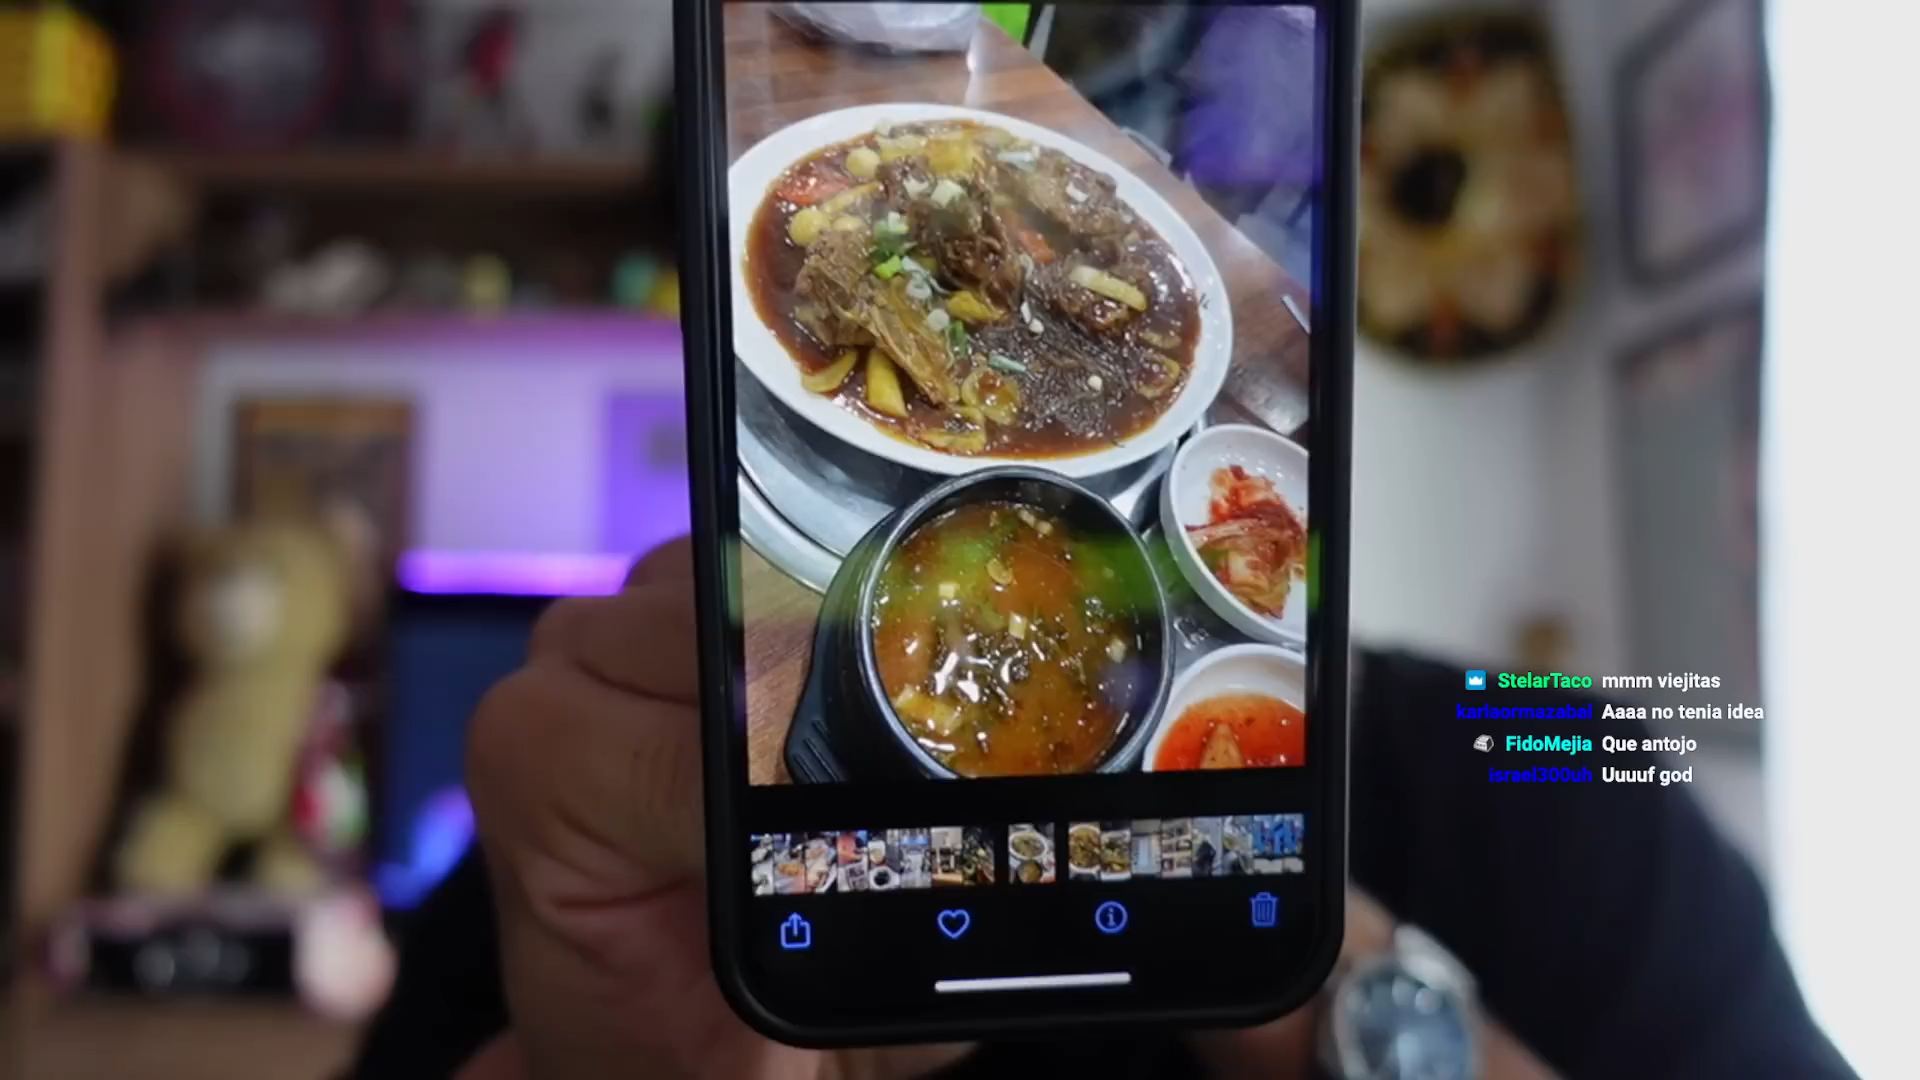 StelarTaco mmm viejitas
karlaormazabal Aaaa no tenia idea
FidoMejia Que antojo
israel300uh Uuuuf god